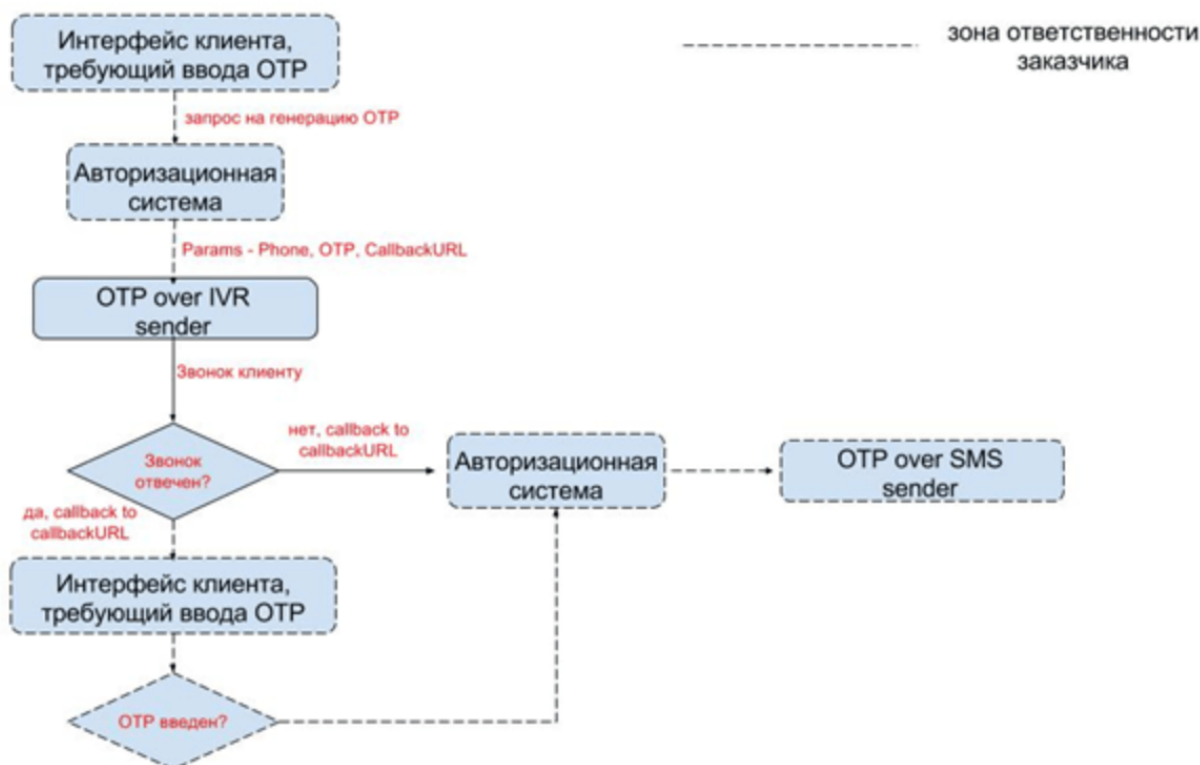 Интерфейс клиента,
требующий ввода OTP
зона ответственности
заказчика
запрос на генерацию OTP
Авторизационная
система
Params - Phone, OTP, CallbackURL
OTP over IVR
sender
Звонок клиенту
Звонок
отвечен?
нет, callback to
callbackURL
Авторизационная
система
OTP over SMS
sender
да, callback to
callbackURL
Интерфейс клиента,
требующий ввода OTP
OTP введен?